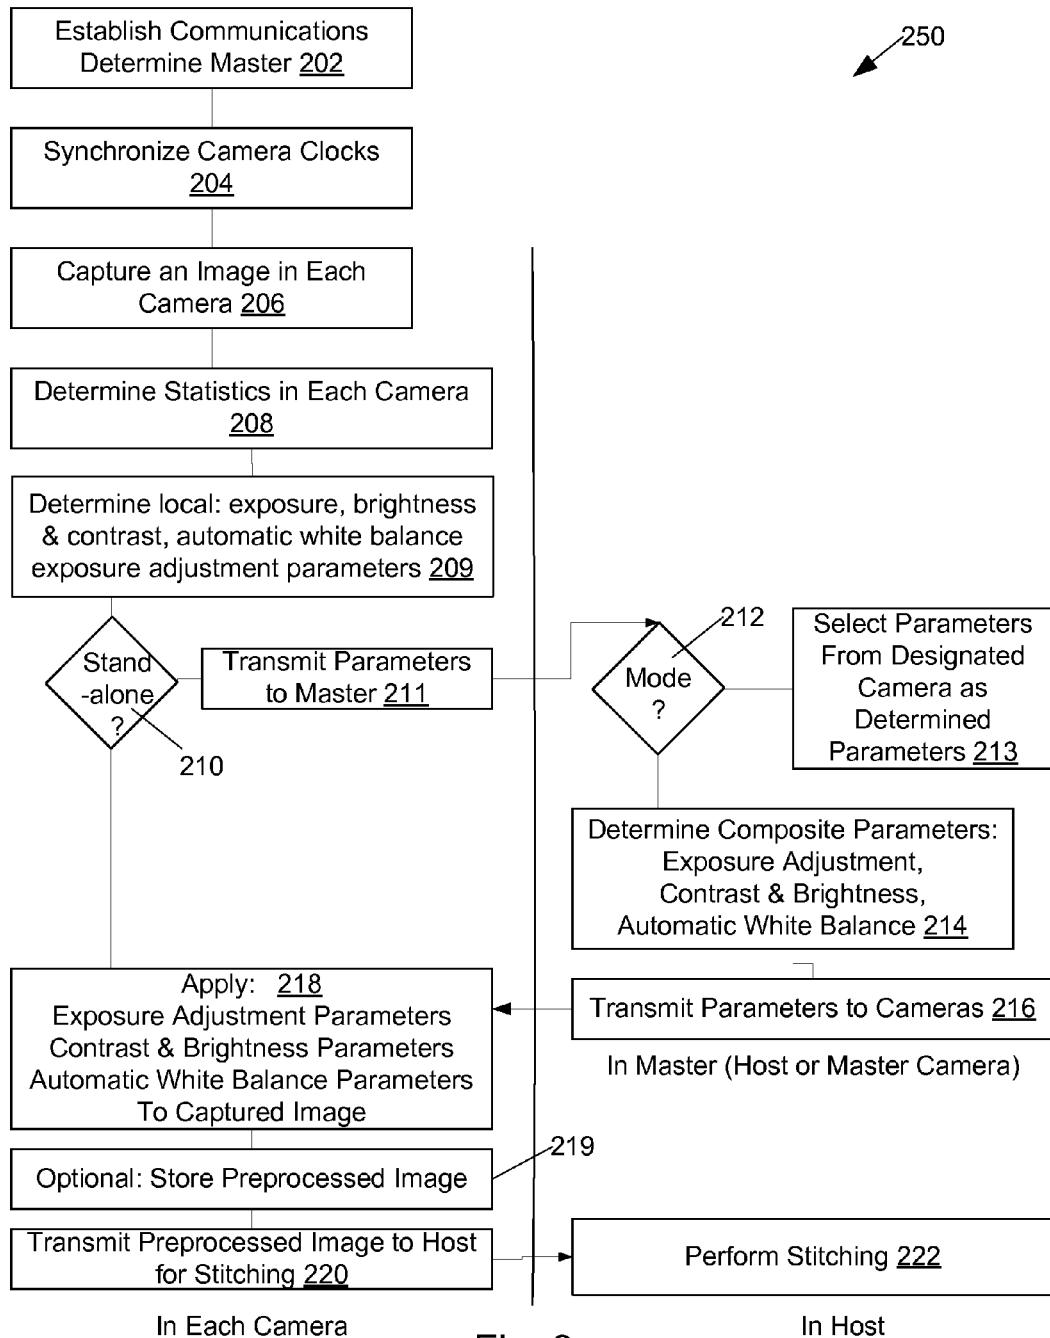 Establish Communications
Determine Master 202
250
Synchronize Camera Clocks
204
Capture an Image in Each
Camera 206
Determine Statistics in Each Camera
208
Determine local: exposure, brightness
& contrast, automatic white balance
exposure adjustment parameters 209
Stand
-alone
?
210
Transmit Parameters
to Master 211
Mode
?
212
Select Parameters
From Designated
Camera as
Determined
Parameters 213
Determine Composite Parameters:
Exposure Adjustment,
Contrast & Brightness,
Automatic White Balance 214
Transmit Parameters to Cameras 216
In Master (Host or Master Camera)
Apply: 218
Exposure Adjustment Parameters
Contrast & Brightness Parameters
Automatic White Balance Parameters
To Captured Image
219
Optional: Store Preprocessed Image
Transmit Preprocessed Image to Host
for Stitching 220
Perform Stitching 222
In Each Camera
In Host